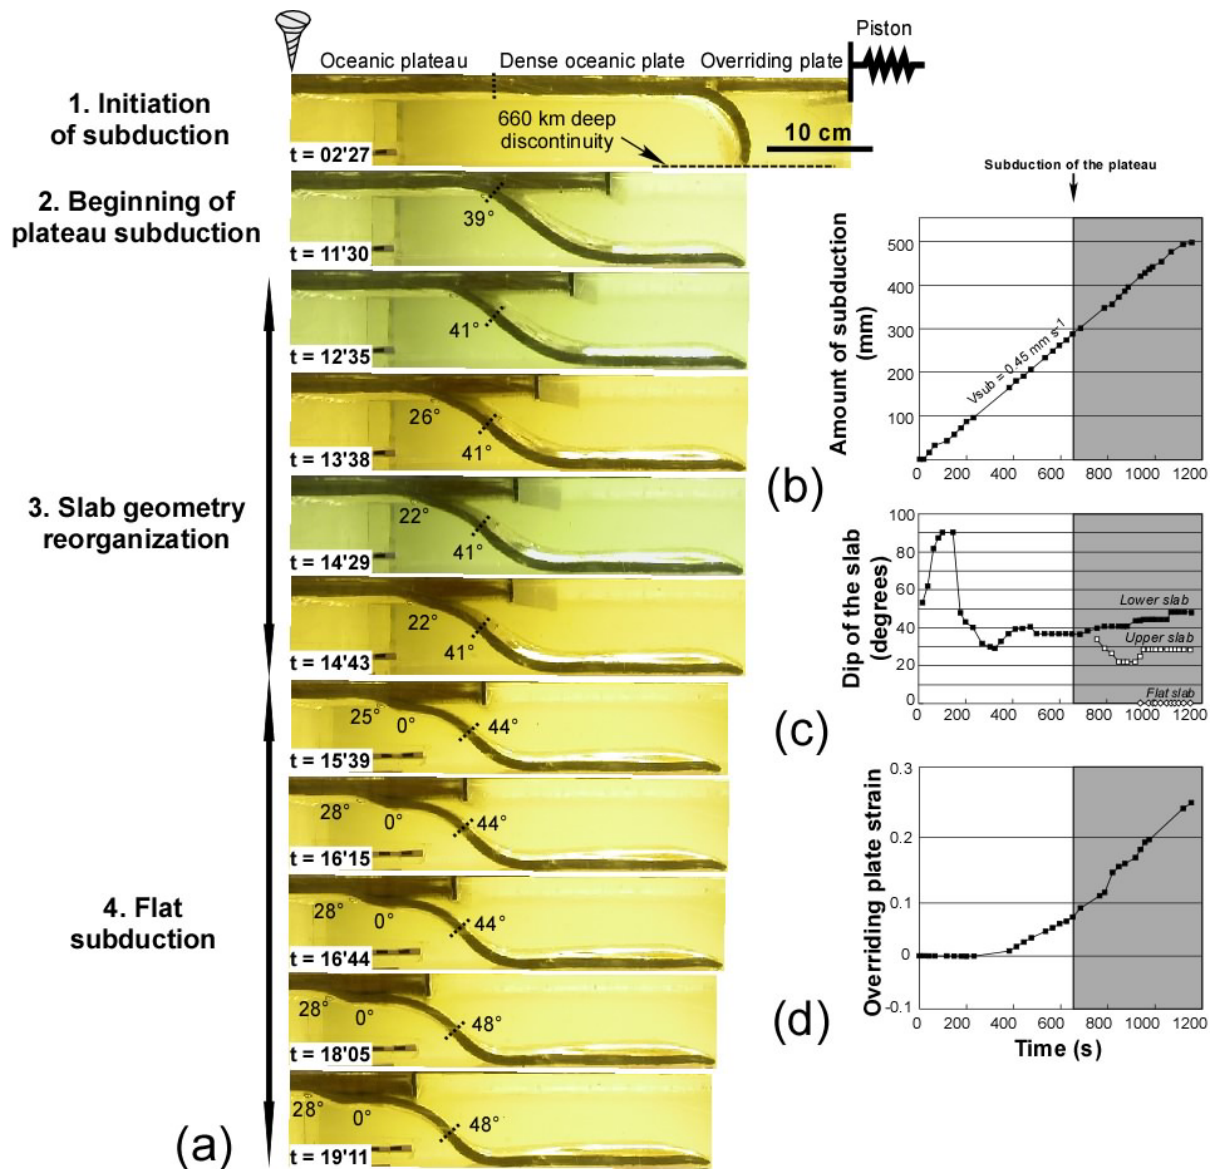 Piston
Oceanic plateau
Dense oceanic plate
Overriding plate
1. Initiation
of subduction
660 km deep
discontinuity
10 cm
t = 02'27
2. Beginning of
plateau subduction
39°
t = 11'30
41°
t = 12'35
26°
41°
t = 13'38
3. Slab geometry
reorganization
22°
41°
t = 14'29
22°
41°
t = 14'43
25°
0°
44°
t = 15'39
28°
0°
44°
t = 16'15
4. Flat
subduction
28°
0°
44°
t = 16'44
28°
0°
48°
t = 18'05
28°
0°
48°
t = 19'11
(a)
Subduction of the plateau
Amount of subduction
(mm)
500
400
300
200
100
Vsub = 0.45 mm s-1
0 200 400 600 800 1000 1200
(b)
Dip of the slab
(degrees)
100
80
60
40
20
0
Lower slab
Upper slab
Flat slab
0 200 400 600 800 1000 1200
(c)
Overriding plate strain
0.3
0.2
0.1
0
-0.1
0 200 400 600 800 1000 1200
Time (s)
(d)